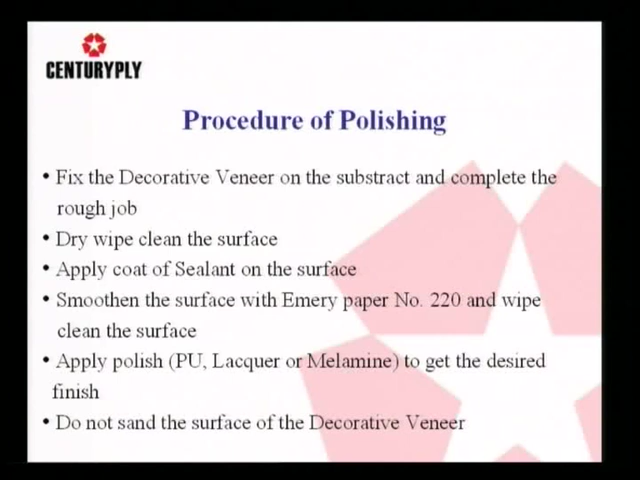 CENTURYPLY
Procedure of Polishing
• Fix the Decorative Veneer on the substract and complete the
rough job
• Dry wipe clean the surface
• Apply coat of Sealant on the surface
• Smoothen the surface with Emery paper No. 220 and wipe
clean the surface
• Apply polish (PU, Lacquer or Melamine) to get the desired
finish
• Do not sand the surface of the Decorative Veneer